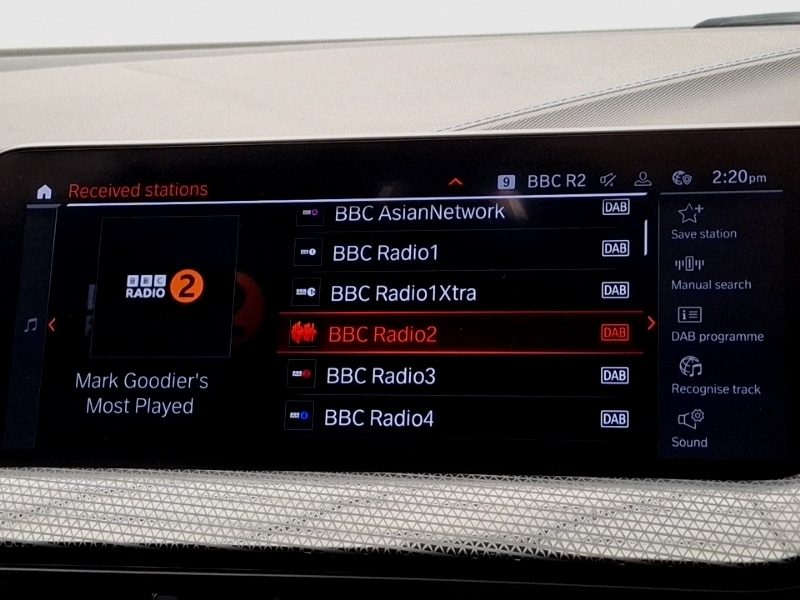 Received stations
9 BBC R2 2:20pm
BBC AsianNetwork DAB
BBC Radio1 DAB
BBC Radio1Xtra DAB
BBC Radio2 DAB
BBC Radio3 DAB
BBC Radio4 DAB
BBC
RADIO 2
Mark Goodier's
Most Played
Save station
Manual search
DAB programme
Recognise track
Sound